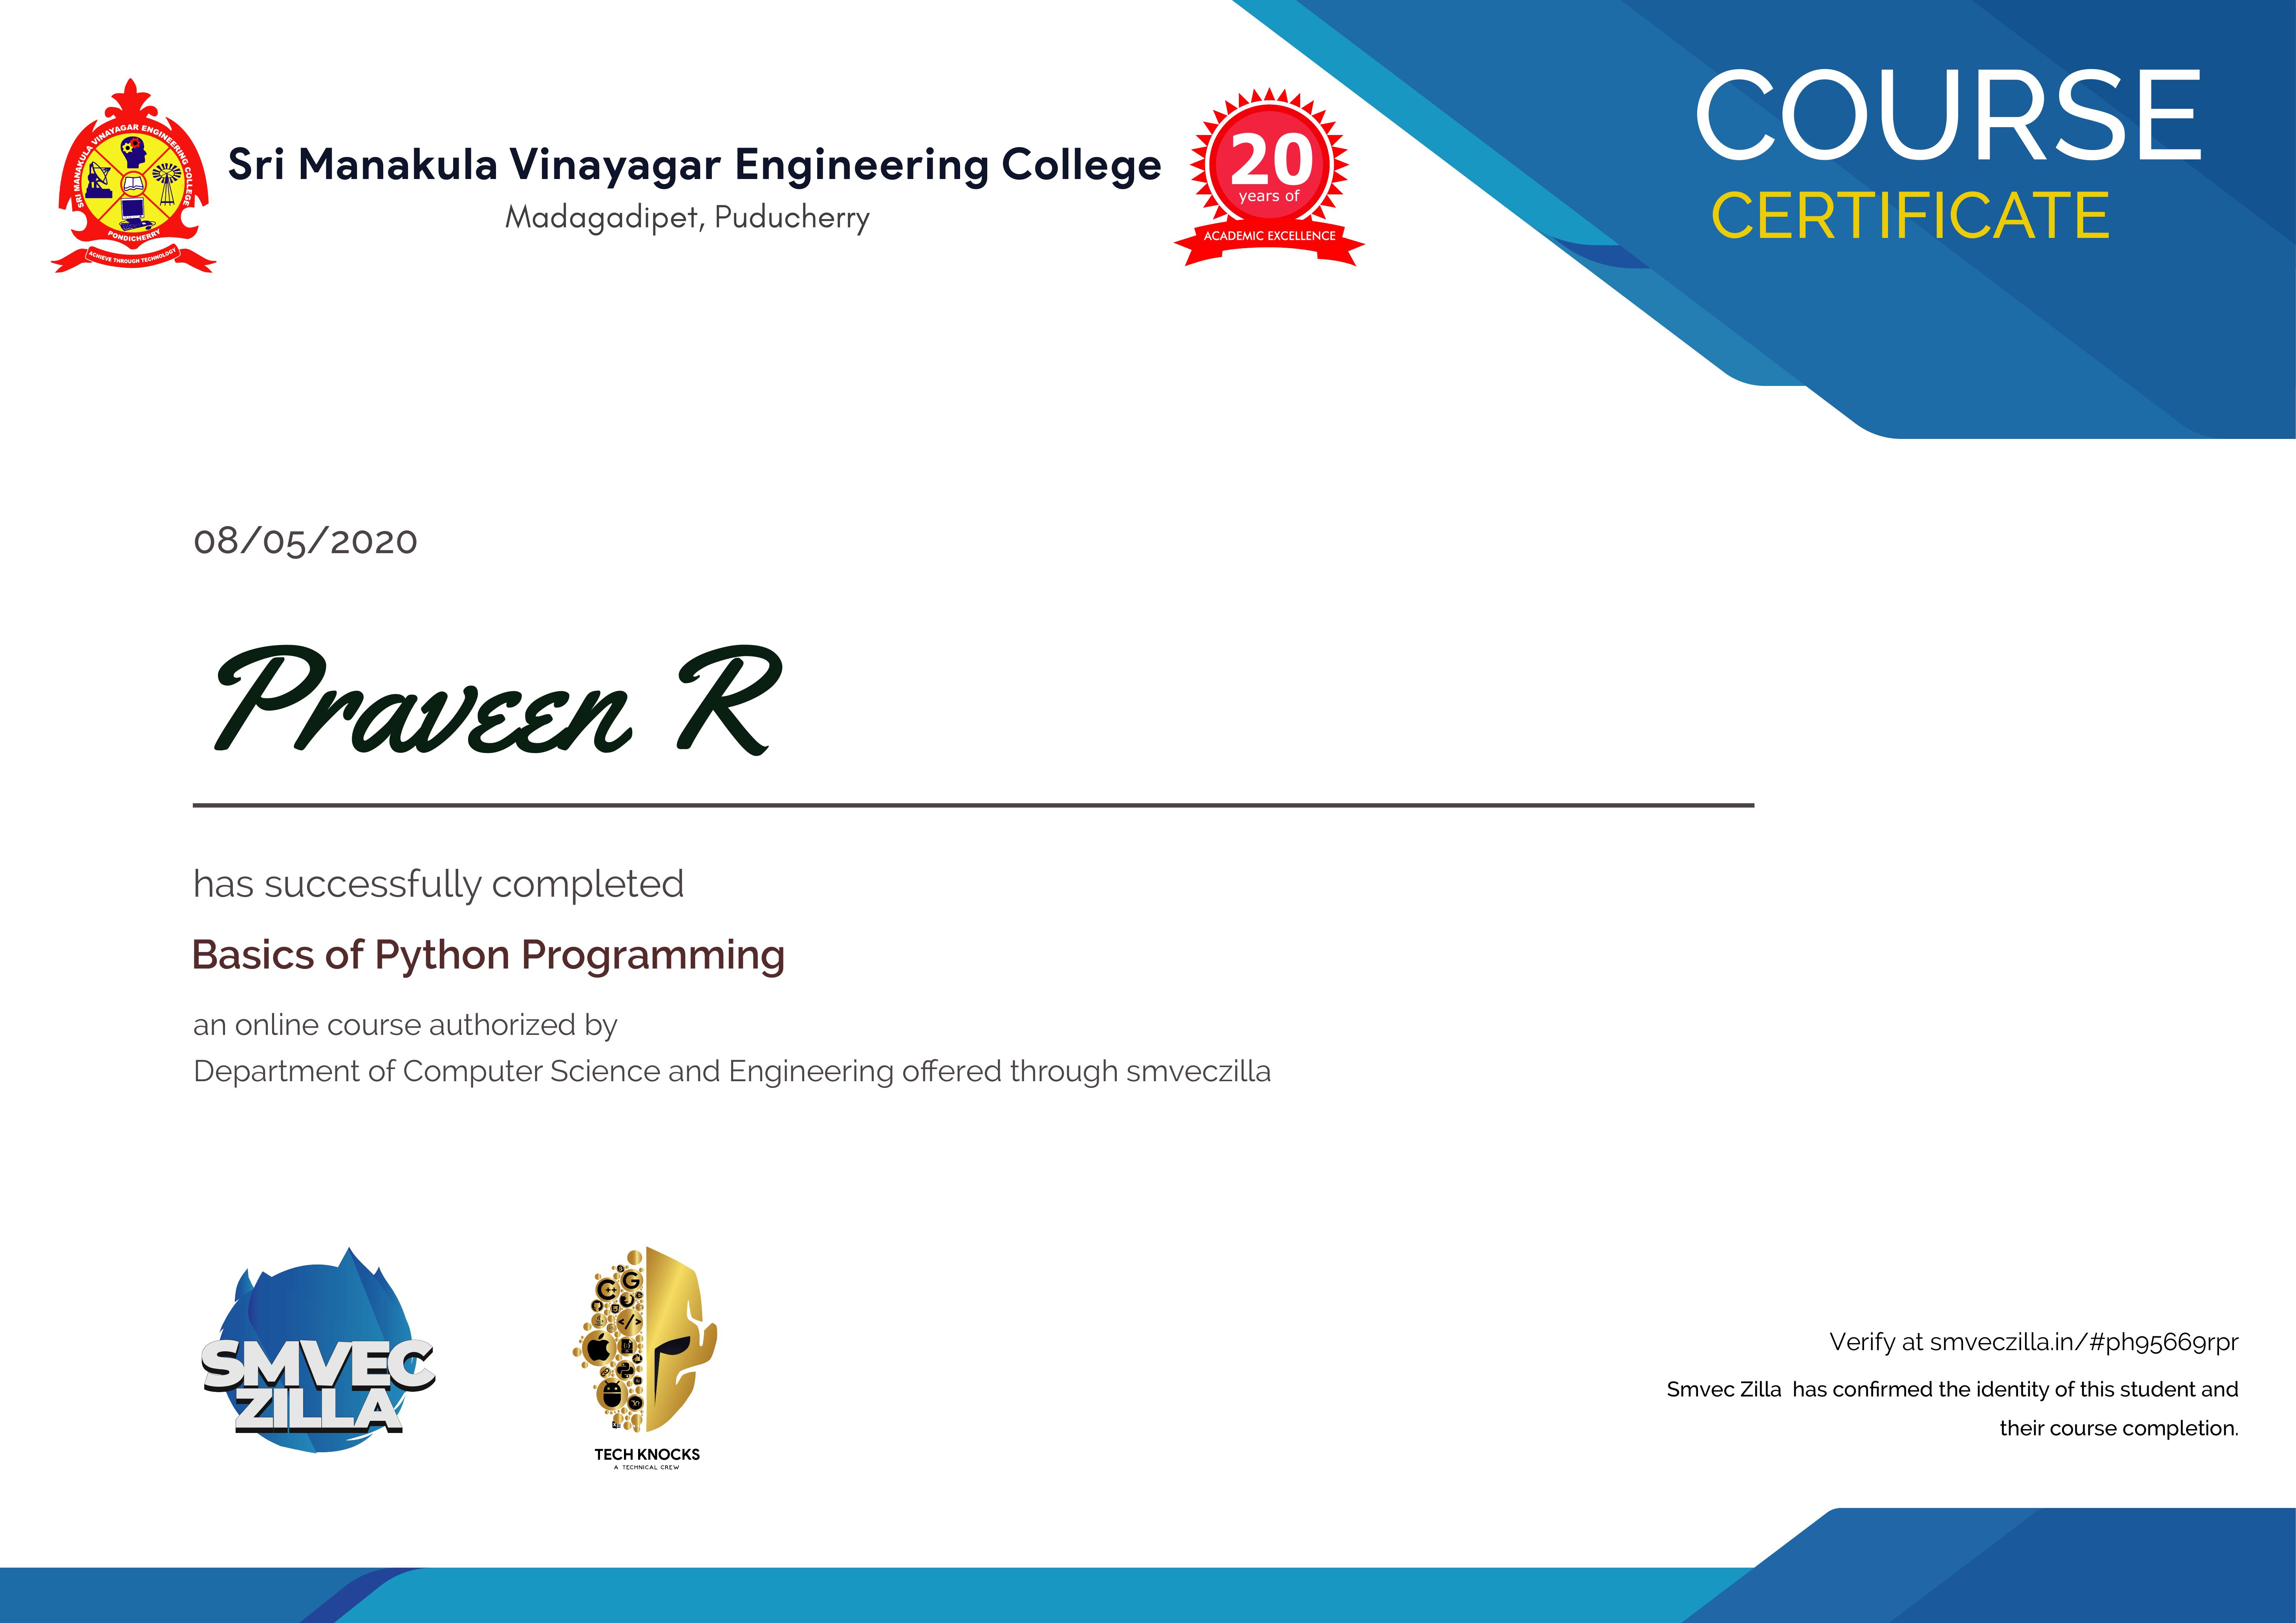 COURSE
CERTIFICATE
SRI MANAKULA VINAYAGAR ENGINEERING COLLEGE
PONDICHERRY
ACHIEVE THROUGH TECHNOLOGY
Sri Manakula Vinayagar Engineering College
Madagadipet, Puducherry
20
years of
ACADEMIC EXCELLENCE
08/05/2020
Praveen R
has successfully completed
Basics of Python Programming
an online course authorized by
Department of Computer Science and Engineering offered through smveczilla
SMVEC
ZILLA
C
G
</>
TECH KNOCKS
A TECHNICAL CREW
Verify at smveczilla.in/#ph95669rpr
Smvec Zilla has confirmed the identity of this student and
their course completion.